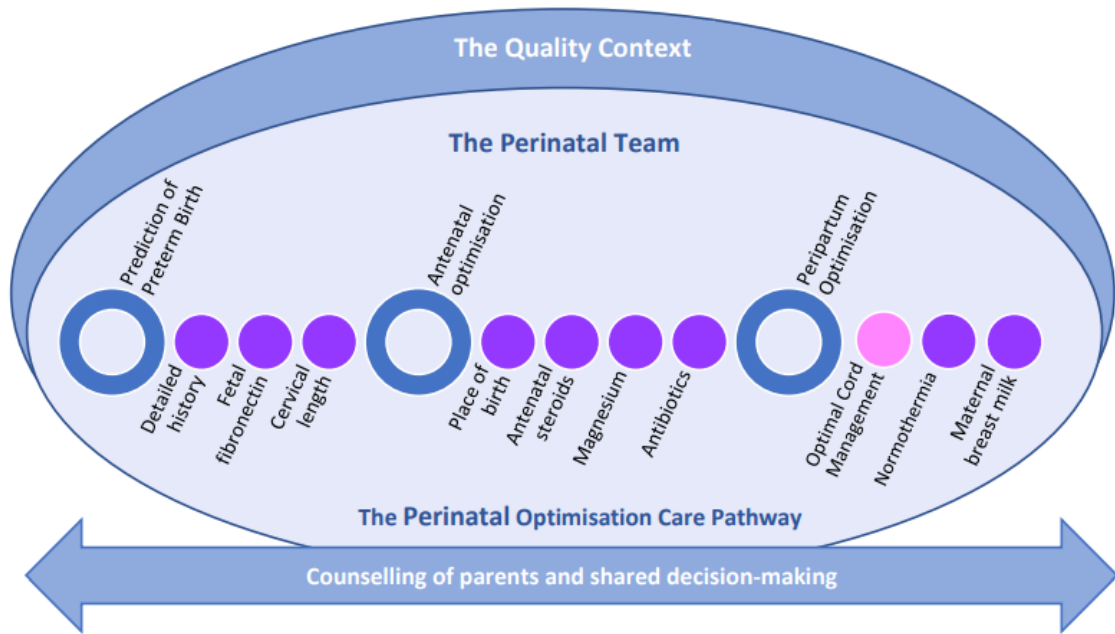 The Quality Context
The Perinatal Team
Prediction of
Preterm Birth
Detailed
history
Fetal
fibronectin
Cervical
length
Antenatal
optimisation
Place of
birth
Antenatal
steroids
Magnesium
Antibiotics
Peripartum
Optimisation
Optimal Cord
Management
Normothermia
Maternal
breast milk
The Perinatal Optimisation Care Pathway
Counselling of parents and shared decision-making